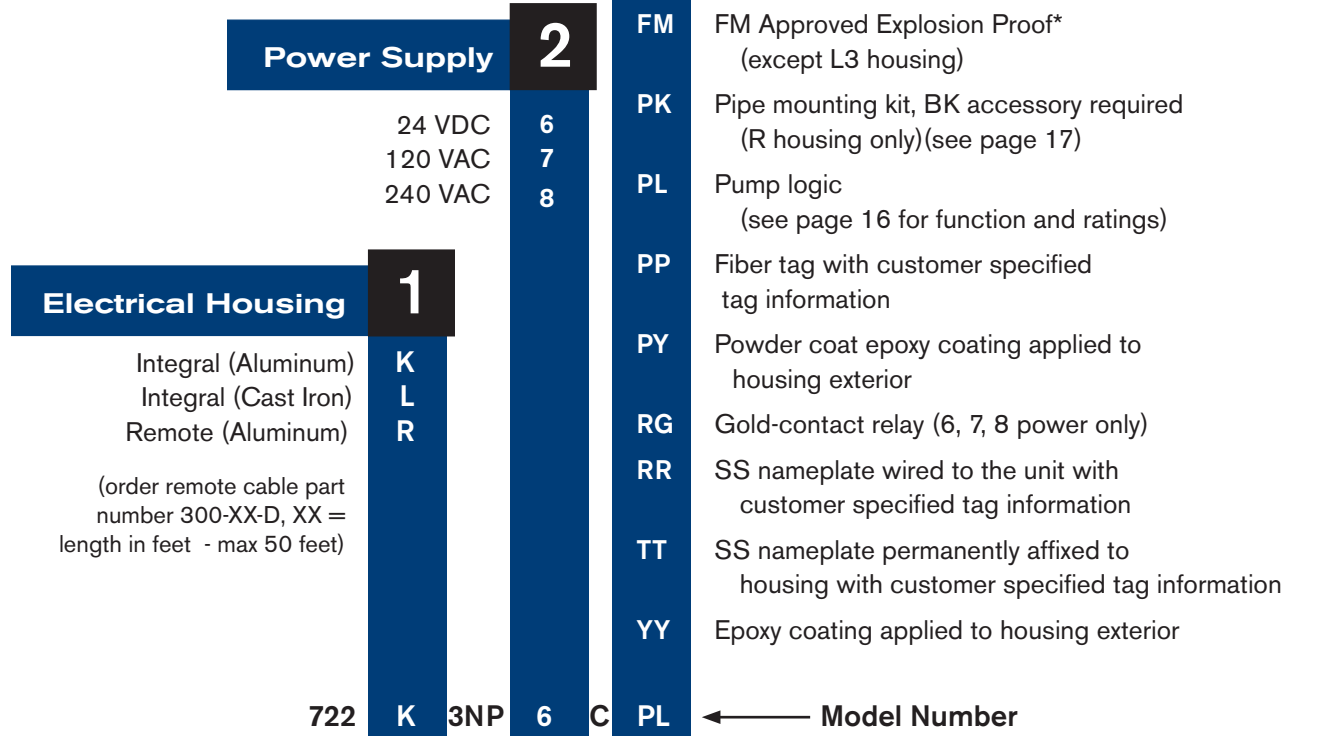 Power Supply 2
24 VDC 6
120 VAC 7
240 VAC 8
Electrical Housing 1
Integral (Aluminum) K
Integral (Cast Iron) L
Remote (Aluminum) R
(order remote cable part
number 300-XX-D, XX =
length in feet - max 50 feet)
FM FM Approved Explosion Proof*
(except L3 housing)
PK Pipe mounting kit, BK accessory required
(R housing only)(see page 17)
PL Pump logic
(see page 16 for function and ratings)
PP Fiber tag with customer specified
tag information
PY Powder coat epoxy coating applied to
housing exterior
RG Gold-contact relay (6, 7, 8 power only)
RR SS nameplate wired to the unit with
customer specified tag information
TT SS nameplate permanently affixed to
housing with customer specified tag information
YY Epoxy coating applied to housing exterior
722 K 3NP 6 C PL Model Number